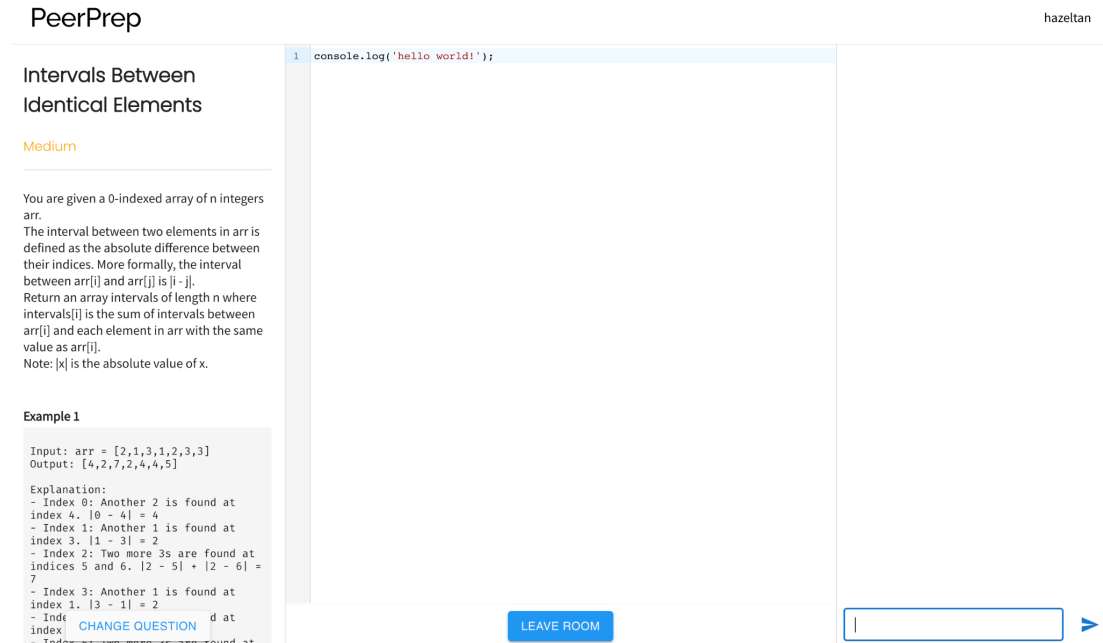 PeerPrep
hazeltan
Intervals Between
Identical Elements
Medium
You are given a 0-indexed array of n integers
arr.
The interval between two elements in arr is
defined as the absolute difference between
their indices. More formally, the interval
between arr[i] and arr[j] is |i - j|.
Return an array intervals of length n where
intervals[i] is the sum of intervals between
arr[i] and each element in arr with the same
value as arr[i].
Note: |x| is the absolute value of x.
Example 1
Input: arr = [2,1,3,1,2,3,3]
Output: [4,2,7,2,4,4,5]
Explanation:
- Index 0: Another 2 is found at
index 4. |0 - 4| = 4
- Index 1: Another 1 is found at
index 3. |1 - 3| = 2
- Index 2: Two more 3s are found at
indices 5 and 6. |2 - 5| + |2 - 6| =
7
- Index 3: Another 1 is found at
index 1. |3 - 1| = 2
CHANGE QUESTION
1 console.log('hello world!');
LEAVE ROOM